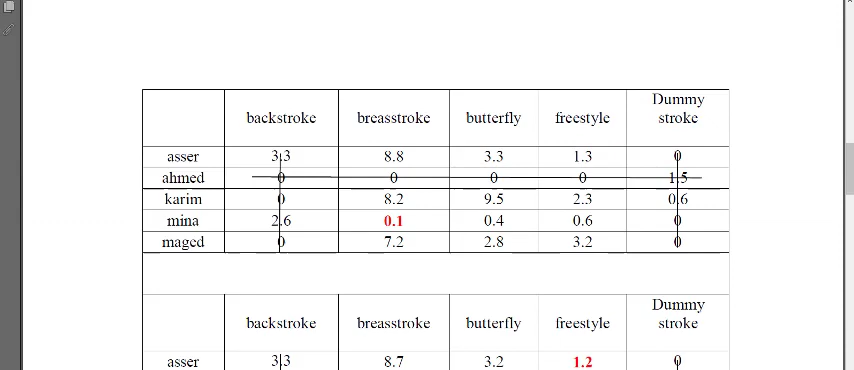 Dummy
backstroke breasstroke butterfly freestyle stroke
asser 3.3 8.8 3.3 1.3 0
ahmed 0 0 0 0 1.5
karim 0 8.2 9.5 2.3 0.6
mina 2.6 0.1 0.4 0.6 0
maged 0 7.2 2.8 3.2 0
Dummy
backstroke breasstroke butterfly freestyle stroke
asser 3.3 8.7 3.2 1.2 0